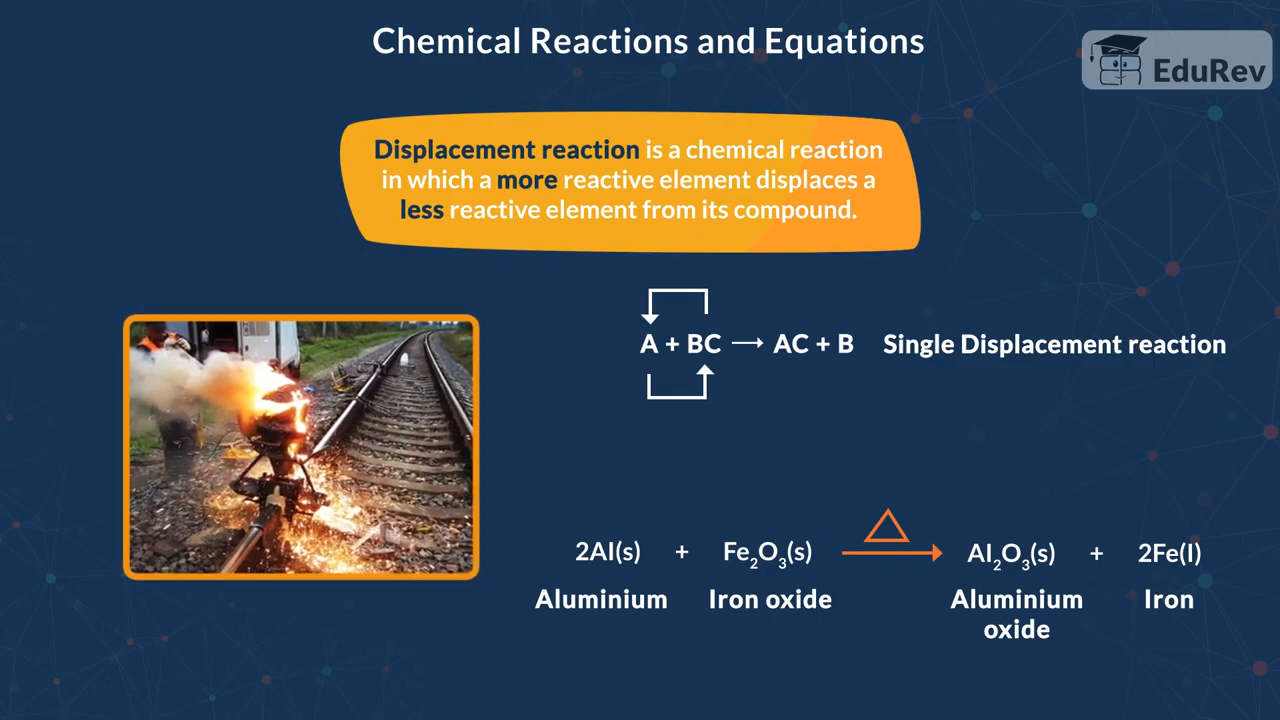 Chemical Reactions and Equations
EduRev
Displacement reaction is a chemical reaction
in which a more reactive element displaces a
less reactive element from its compound.
A + BC → AC + B Single Displacement reaction
2Al(s) + Fe₂O₃(s) → Al₂O₃(s) + 2Fe(l)
Aluminium Iron oxide Aluminium Iron
oxide